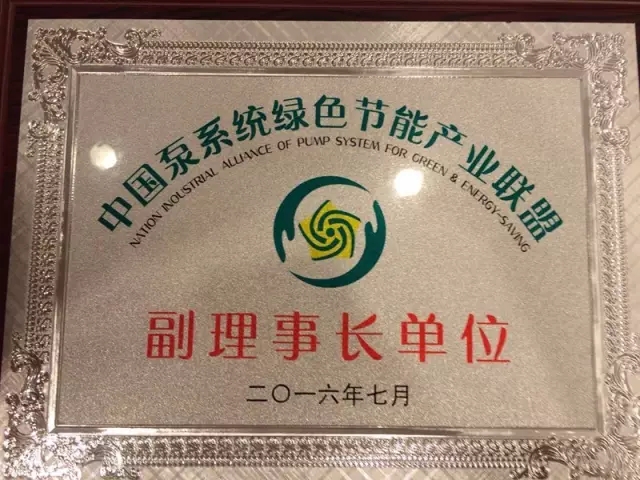 中国泵系统绿色节能产业联盟
NATION INDUSTRIAL ALLIANCE OF PUMP SYSTEM FOR GREEN & ENERGY-SAVING
副理事长单位
二〇一六年七月